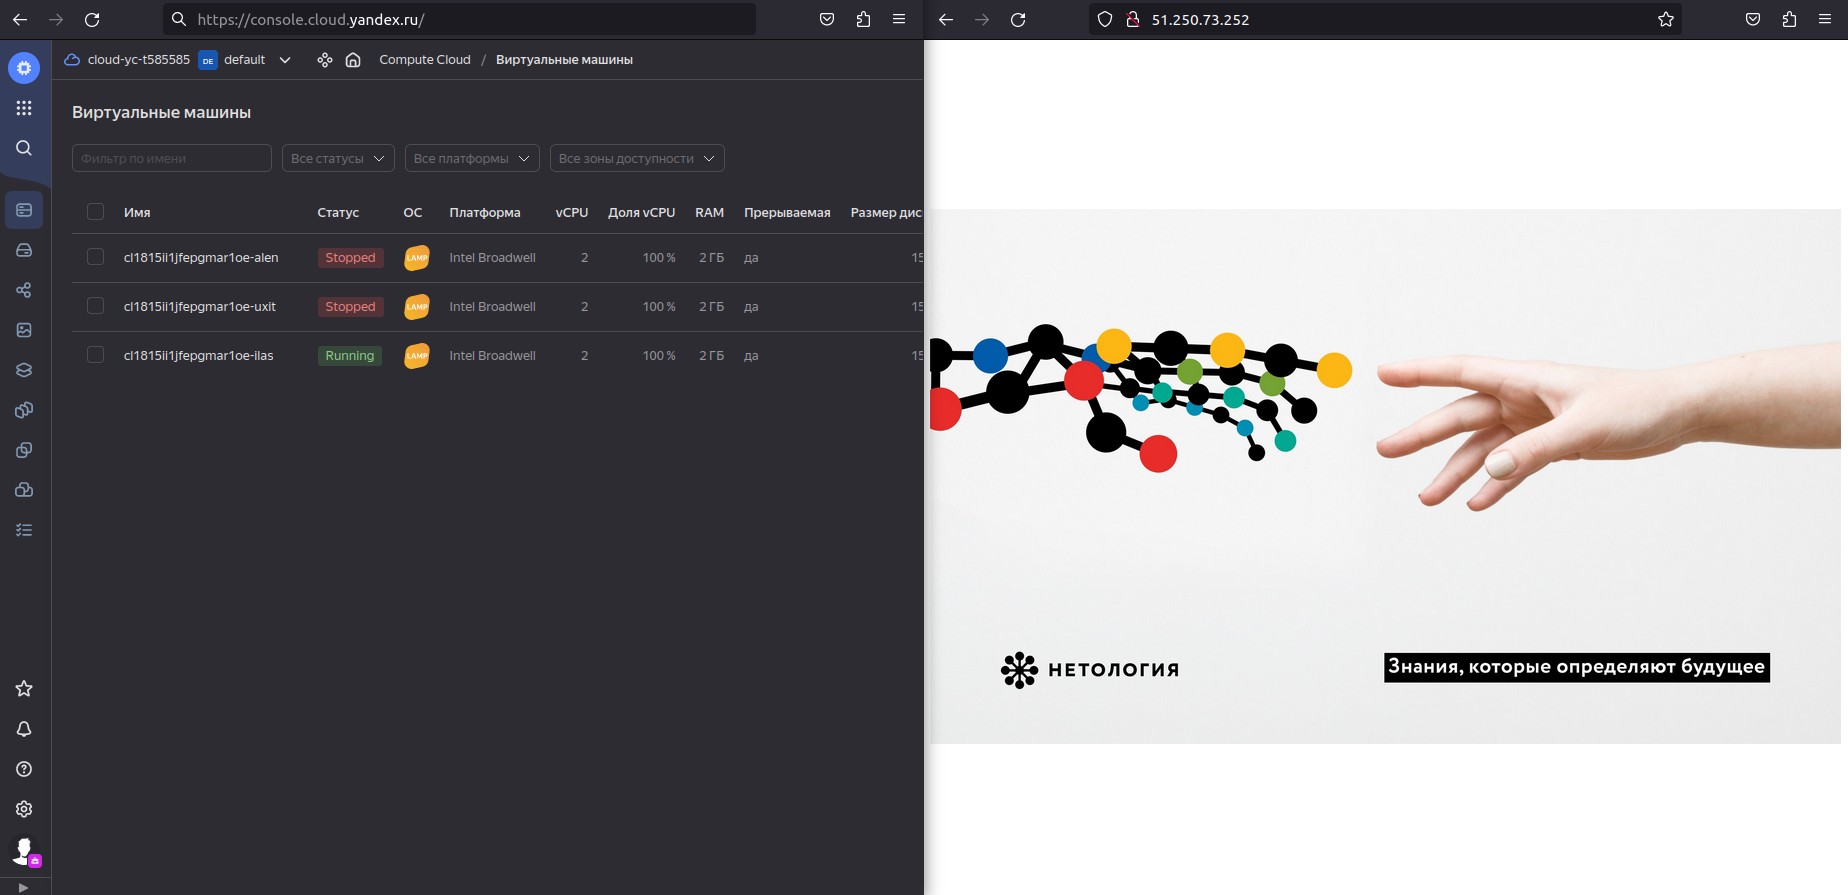 https://console.cloud.yandex.ru/
cloud-yc-t585585 DE default Compute Cloud / Виртуальные машины
Виртуальные машины
Фильтр по имени Все статусы Все платформы Все зоны доступности
Имя Статус ОС Платформа vCPU Доля vCPU RAM Прерываемая Размер дис
cl1815ii1jfepgmar1oe-alen Stopped LAMP Intel Broadwell 2 100 % 2 ГБ да 15
cl1815ii1jfepgmar1oe-uxit Stopped LAMP Intel Broadwell 2 100 % 2 ГБ да 15
cl1815ii1jfepgmar1oe-ilas Running LAMP Intel Broadwell 2 100 % 2 ГБ да 15
51.250.73.252
НЕТОЛОГИЯ
Знания, которые определяют будущее